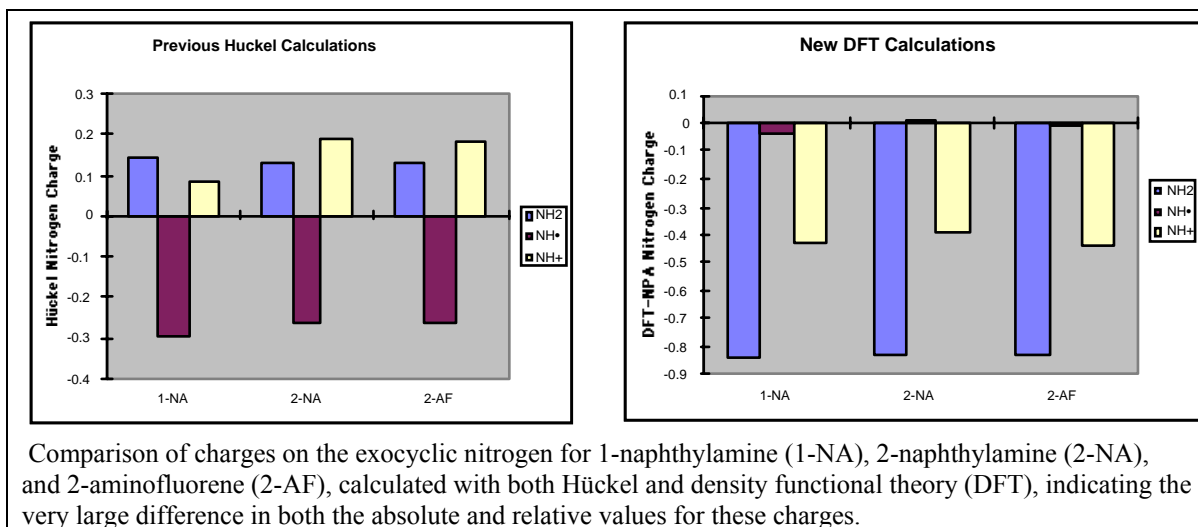 Previous Huckel Calculations
Hückel Nitrogen Charge
0.3
0.2
0.1
0
-0.1
-0.2
-0.3
-0.4
1-NA 2-NA 2-AF
NH2
NH•
NH+
New DFT Calculations
DFT-NPA Nitrogen Charge
0.1
0
-0.1
-0.2
-0.3
-0.4
-0.5
-0.6
-0.7
-0.8
-0.9
1-NA 2-NA 2-AF
NH2
NH•
NH+
Comparison of charges on the exocyclic nitrogen for 1-naphthylamine (1-NA), 2-naphthylamine (2-NA),
and 2-aminofluorene (2-AF), calculated with both Hückel and density functional theory (DFT), indicating the
very large difference in both the absolute and relative values for these charges.